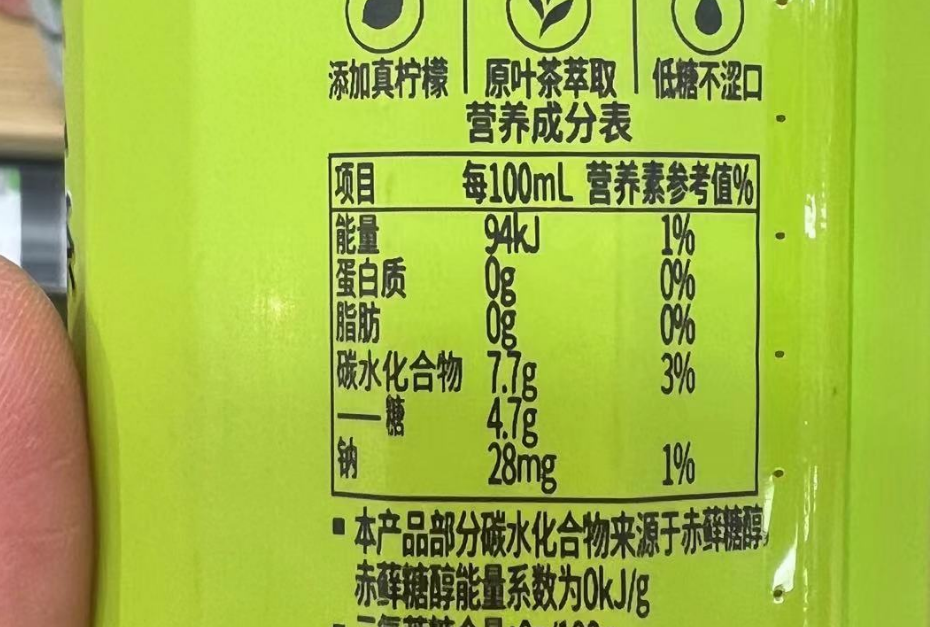 添加真柠檬 原叶茶萃取 低糖不涩口
营养成分表
项目 每100mL 营养素参考值%
能量 94kJ 1%
蛋白质 0g 0%
脂肪 0g 0%
碳水化合物 7.7g 3%
——糖 4.7g
钠 28mg 1%
▪ 本产品部分碳水化合物来源于赤藓糖醇,
赤藓糖醇能量系数为0kJ/g